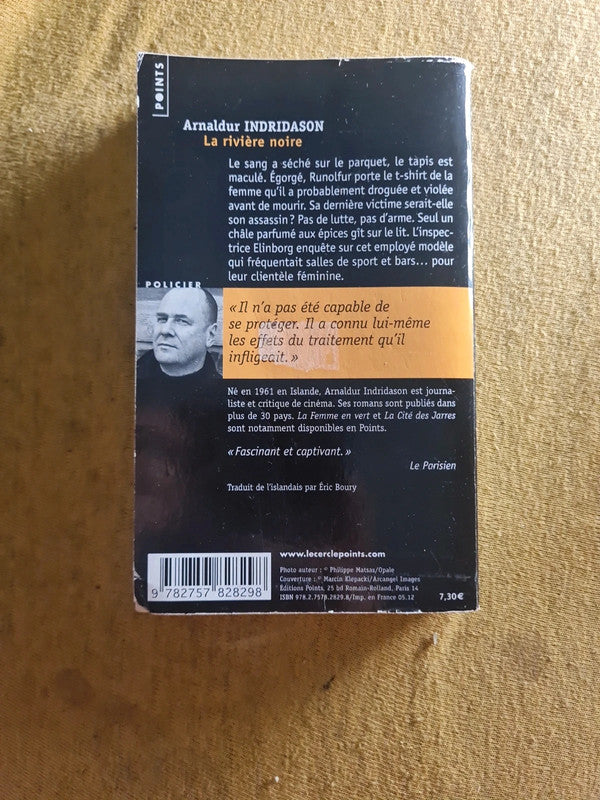 POINTS
Arnaldur INDRIDASON
La rivière noire
Le sang a séché sur le parquet, le tapis est
maculé. Égorgé, Runolfur porte le t-shirt de la
femme qu'il a probablement droguée et violée
avant de mourir. Sa dernière victime serait-elle
son assassin ? Pas de lutte, pas d'arme. Seul un
châle parfumé aux épices gît sur le lit. L'inspec-
trice Elinborg enquête sur cet employé modèle
qui fréquentait salles de sport et bars... pour
leur clientèle féminine.
POLICIER
« Il n'a pas été capable de
se protéger. Il a connu lui-même
les effets du traitement qu'il
infligeait. »
Né en 1961 en Islande, Arnaldur Indridason est journa-
liste et critique de cinéma. Ses romans sont publiés dans
plus de 30 pays. La Femme en vert et La Cité des Jarres
sont notamment disponibles en Points.
« Fascinant et captivant. »
Le Parisien
Traduit de l'islandais par Éric Boury
www.lecerclepoints.com
Photo auteur : © Philippe Matsas/Opale
Couverture : © Marcin Klepacki/Arcangel Images
Éditions Points, 25 bd Romain-Rolland, Paris 14
ISBN 978.2.7578.2829.8/Imp. en France 05.12
7,30€
9 782757 828298